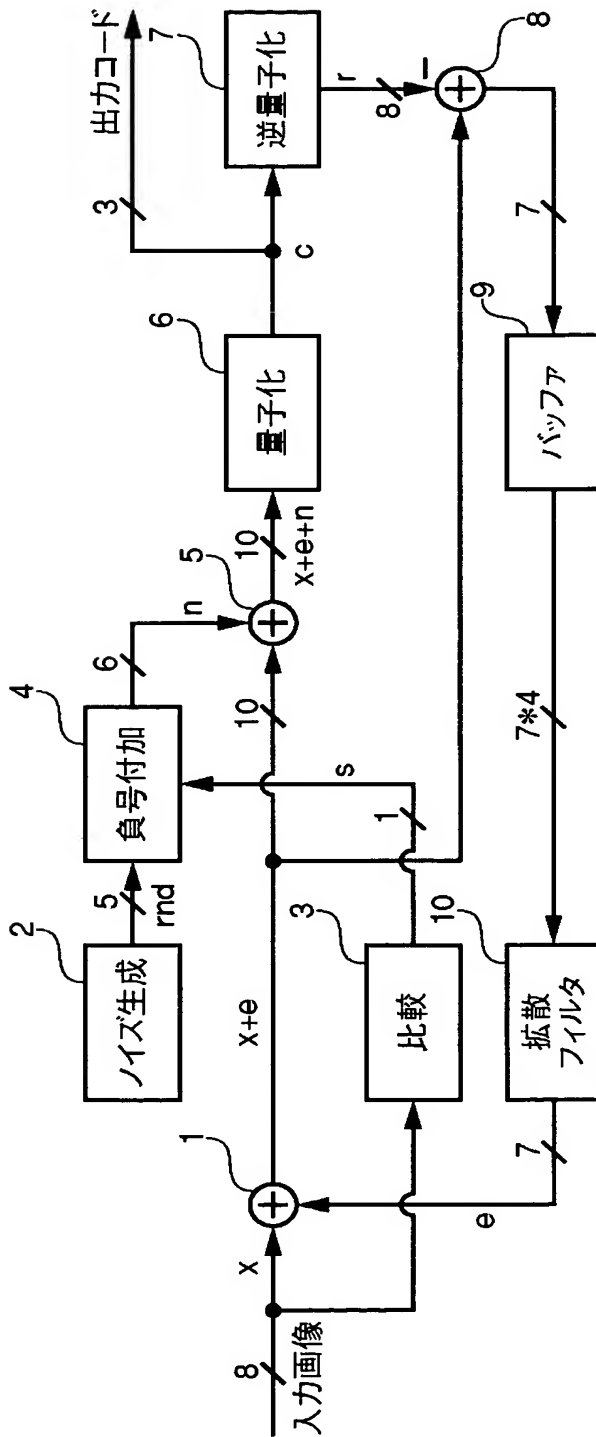 入力画像
8
x
1
x+e
e
7
2
ノイズ生成
5
rnd
4
負号付加
6
n
5
10
10
x+e+n
6
量子化
c
3
出力コード
7
逆量子化
r
8
−
8
7
9
バッファ
7*4
10
拡散
フィルタ
3
比較
1
s